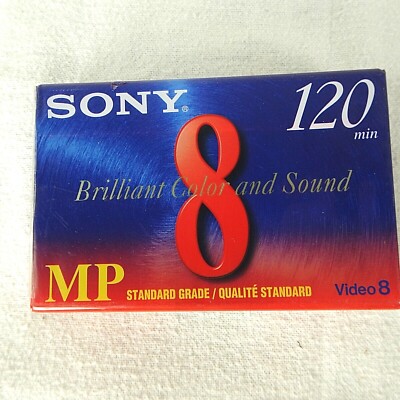 SONY®
120
min
8
Brilliant Color and Sound
MP
STANDARD GRADE / QUALITÉ STANDARD
Video 8